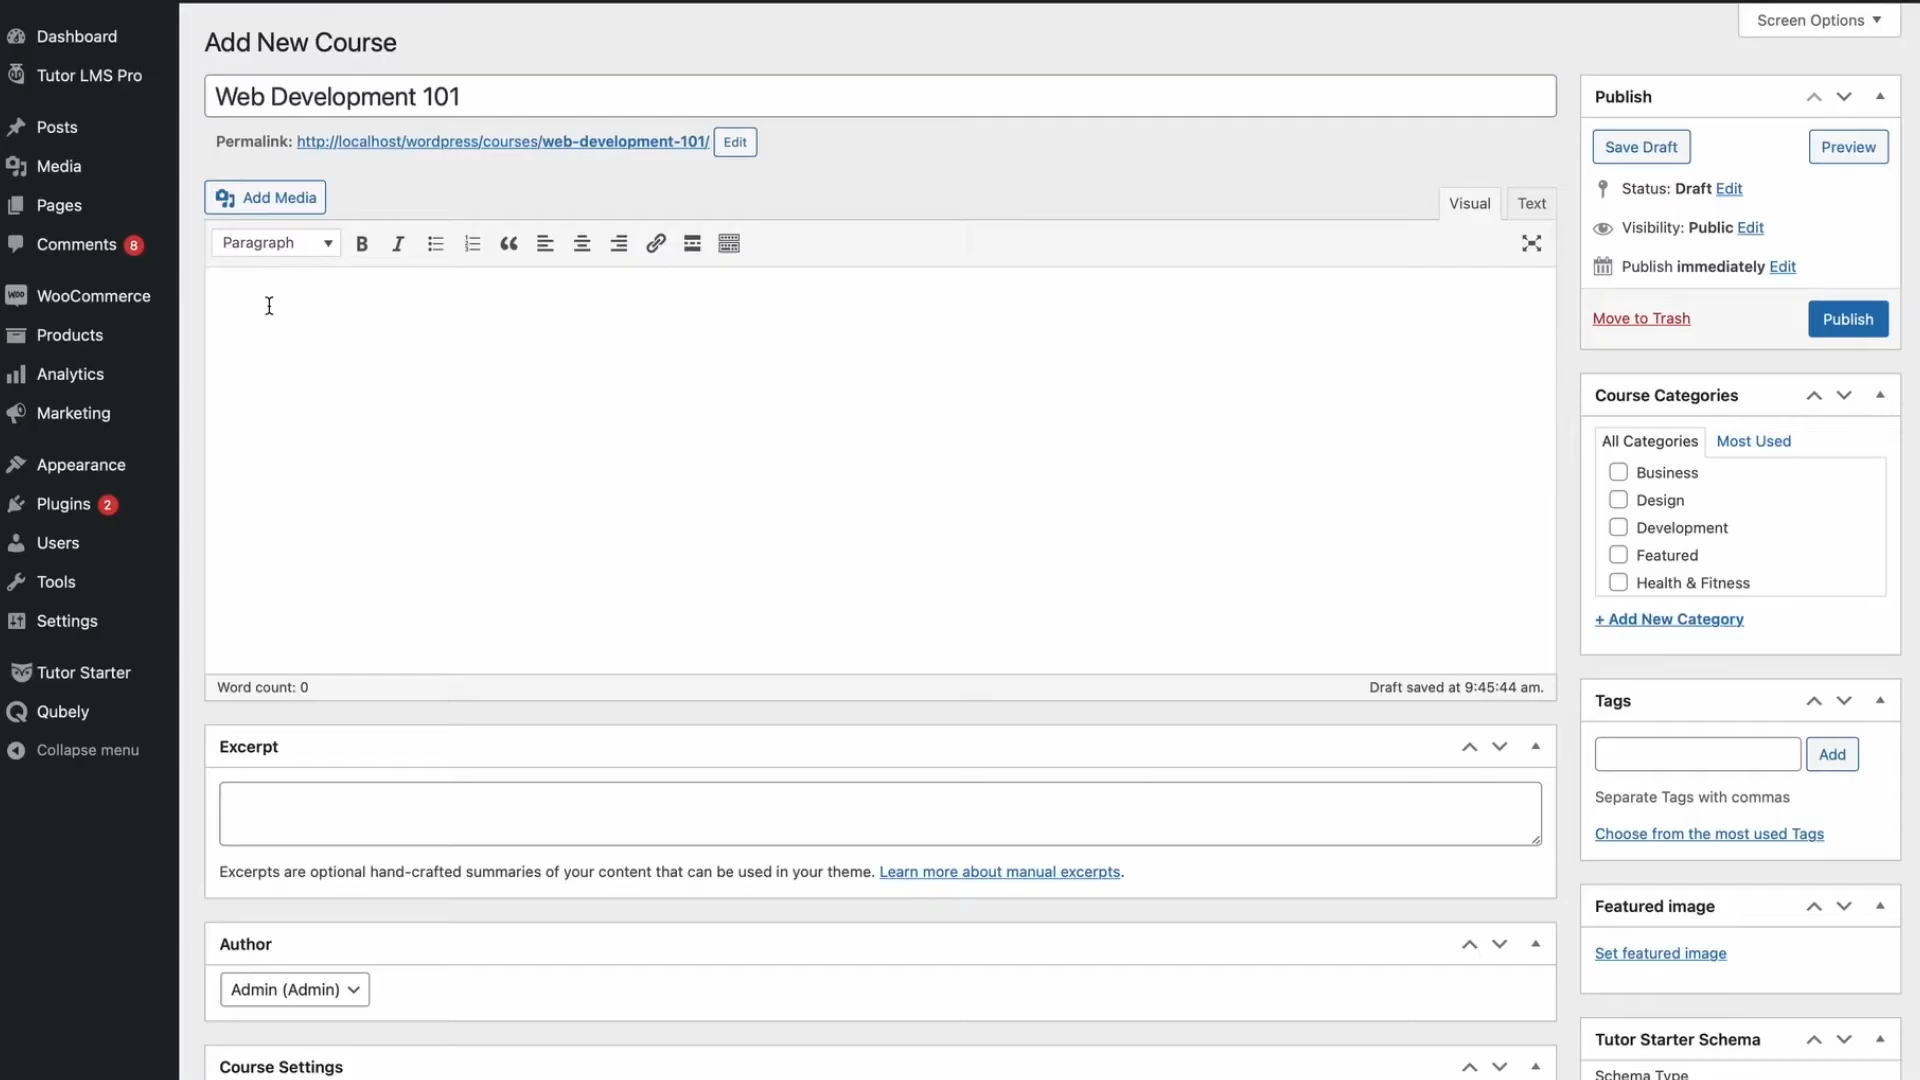 Screen Options
Dashboard
Tutor LMS Pro
Posts
Media
Pages
Comments 8
WooCommerce
Products
Analytics
Marketing
Appearance
Plugins 2
Users
Tools
Settings
Tutor Starter
Qubely
Collapse menu
Add New Course
Web Development 101
Permalink: http://localhost/wordpress/courses/web-development-101/ Edit
Add Media
Visual Text
Paragraph
Word count: 0
Draft saved at 9:45:44 am.
Excerpt
Excerpts are optional hand-crafted summaries of your content that can be used in your theme. Learn more about manual excerpts.
Author
Admin (Admin)
Course Settings
Publish
Save Draft Preview
Status: Draft Edit
Visibility: Public Edit
Publish immediately Edit
Move to Trash Publish
Course Categories
All Categories Most Used
Business
Design
Development
Featured
Health & Fitness
+ Add New Category
Tags
Add
Separate Tags with commas
Choose from the most used Tags
Featured image
Set featured image
Tutor Starter Schema
Schema Type